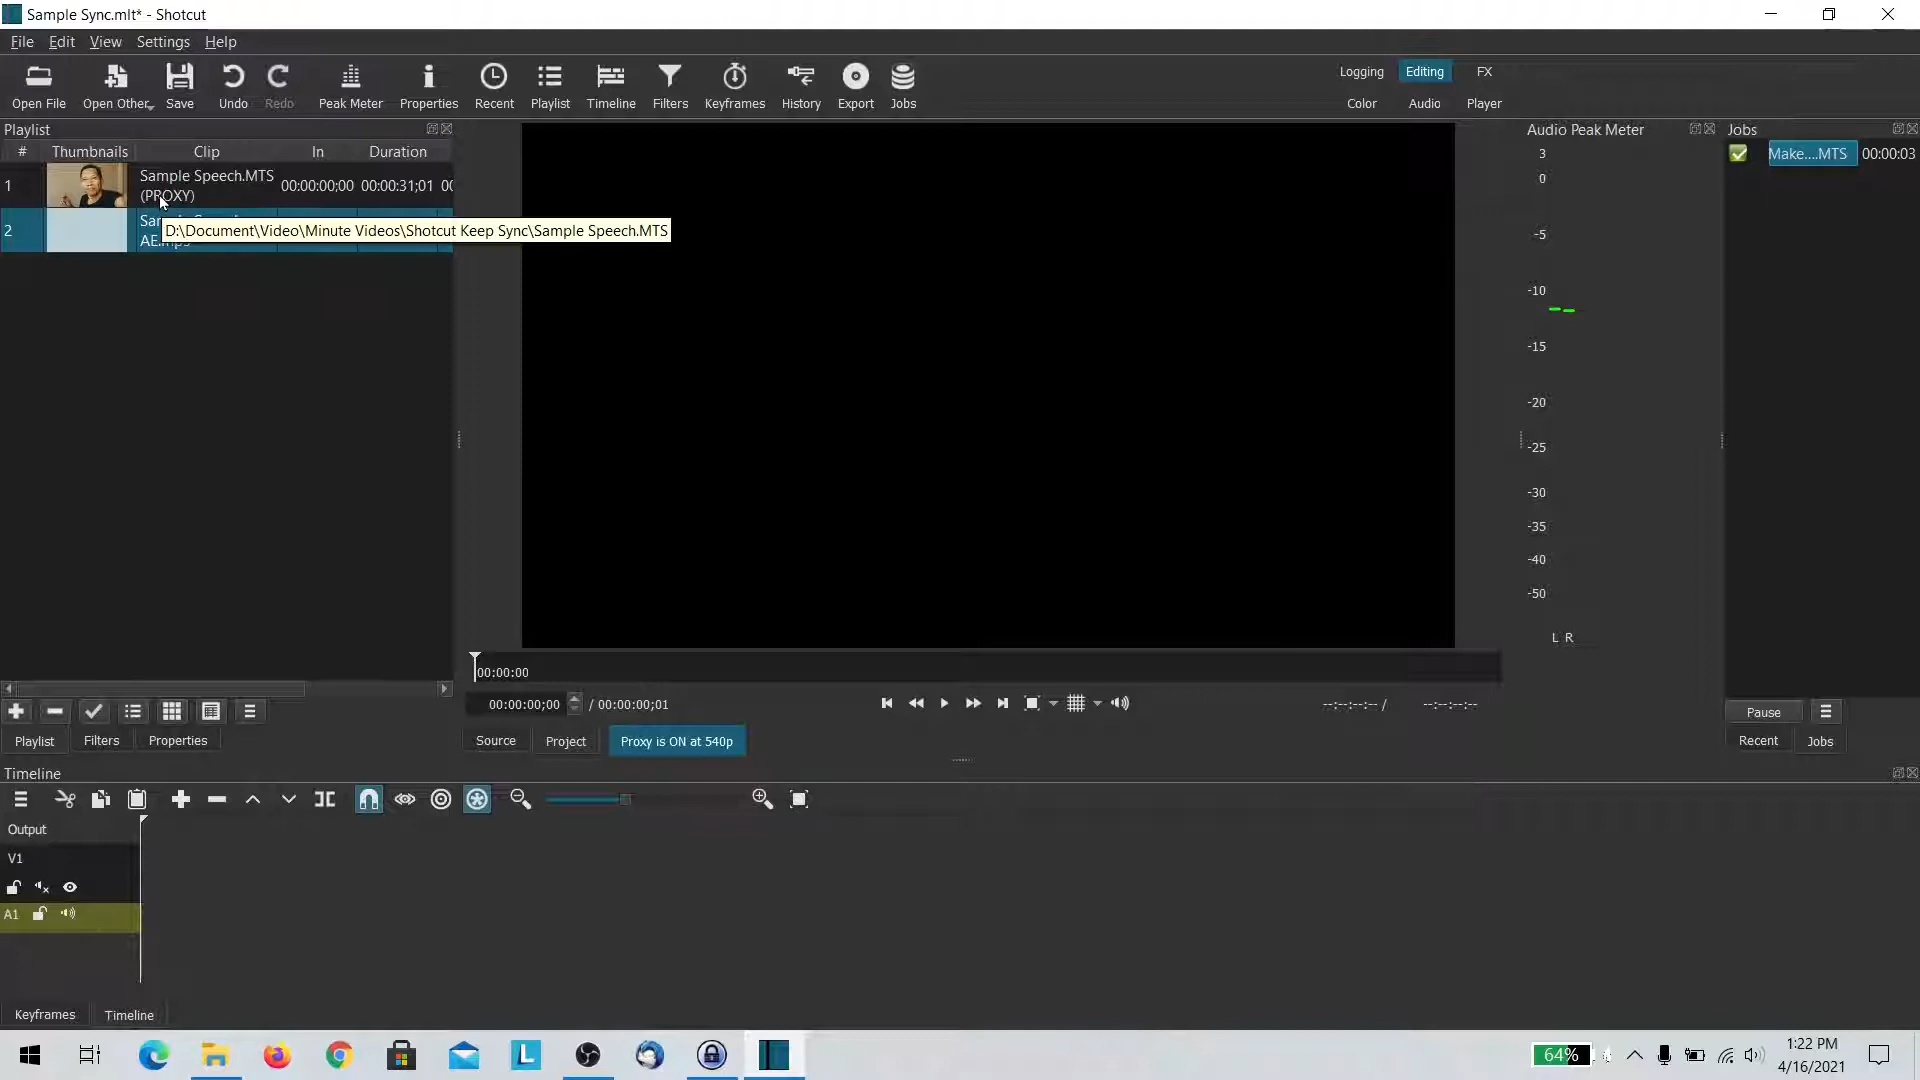 Sample Sync.mlt* - Shotcut
File Edit View Settings Help
Open File Open Other Save Undo Redo Peak Meter Properties Recent Playlist Timeline Filters Keyframes History Export Jobs
Logging Editing FX
Color Audio Player
Playlist
# Thumbnails Clip In Duration
1 Sample Speech.MTS (PROXY) 00:00:00;00 00:00:31;01 00
2
D:\Document\Video\Minute Videos\Shotcut Keep Sync\Sample Speech.MTS
Audio Peak Meter
3
0
-5
-10
-15
-20
-25
-30
-35
-40
-50
L R
Jobs
Make....MTS 00:00:03
00:00:00
00:00:00;00 / 00:00:00;01
--:--:--:-- / --:--:--:--
Source Project Proxy is ON at 540p
Pause
Recent Jobs
Playlist Filters Properties
Timeline
Output
V1
A1
Keyframes Timeline
64%
1:22 PM
4/16/2021